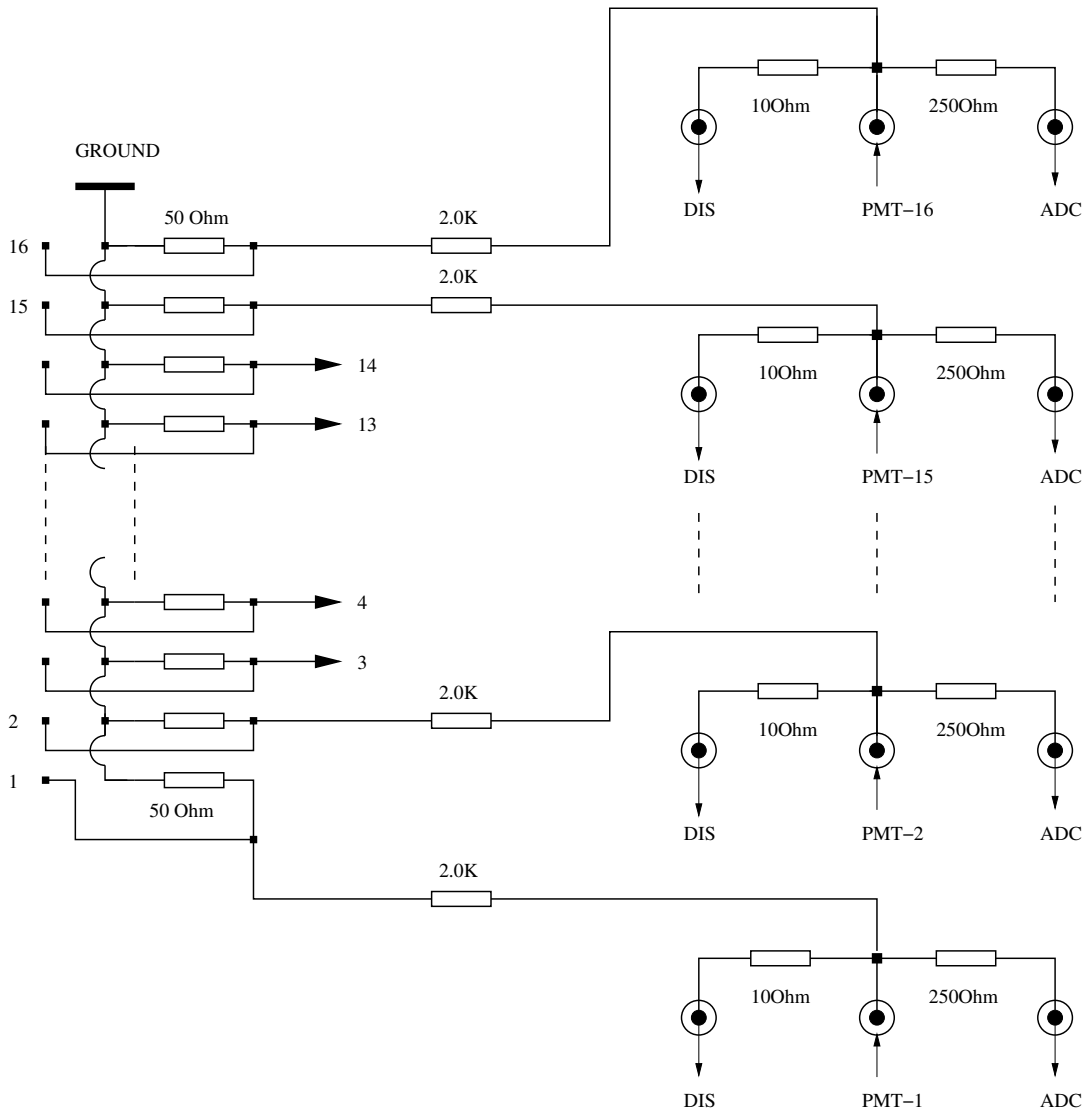 10Ohm
250Ohm
GROUND
DIS
PMT-16
ADC
50 Ohm
2.0K
16
2.0K
15
14
10Ohm
250Ohm
13
DIS
PMT-15
ADC
4
3
2.0K
2
10Ohm
250Ohm
1
50 Ohm
DIS
PMT-2
ADC
2.0K
10Ohm
250Ohm
DIS
PMT-1
ADC